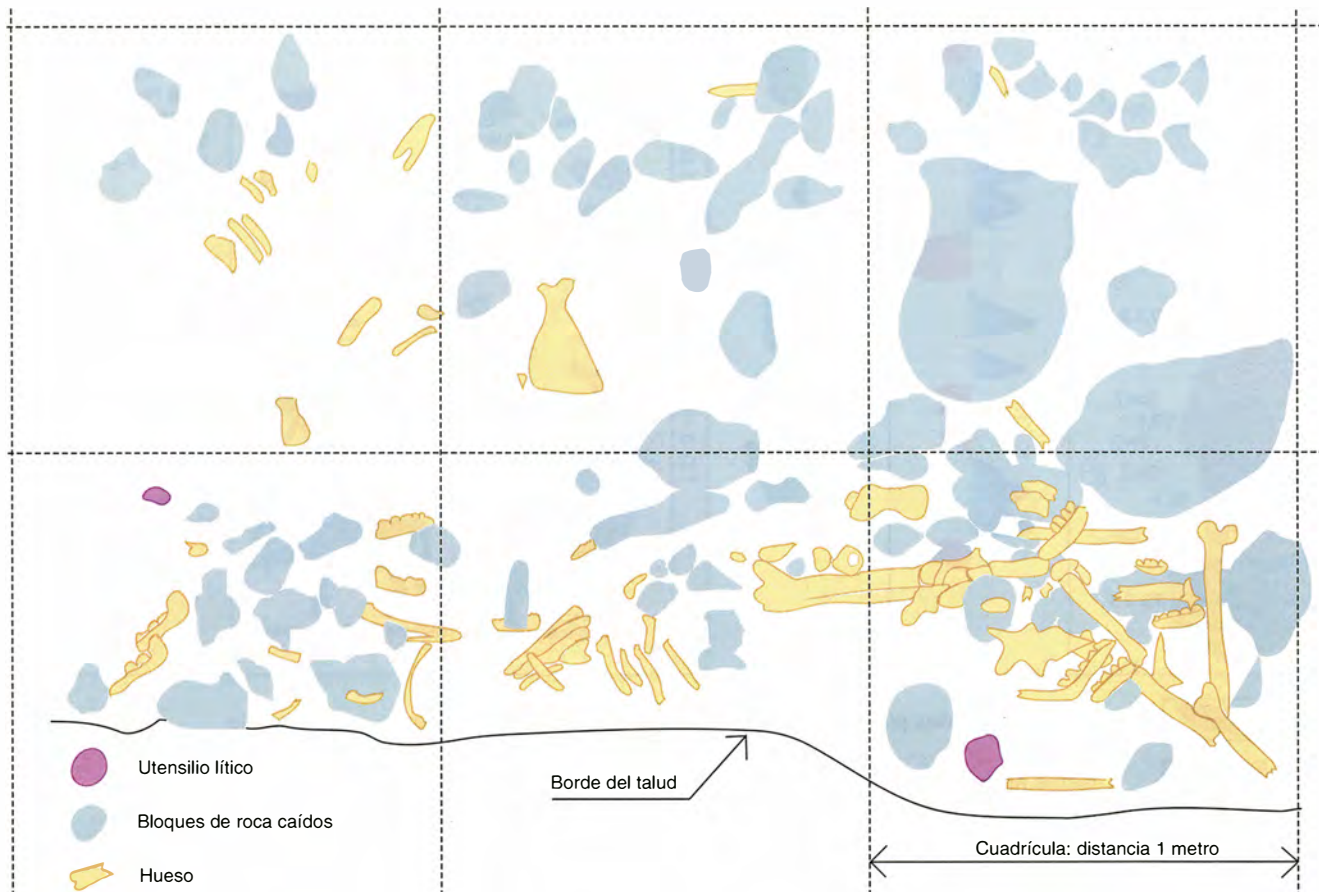 Utensilio lítico
Borde del talud
Bloques de roca caídos
Cuadrícula: distancia 1 metro
Hueso